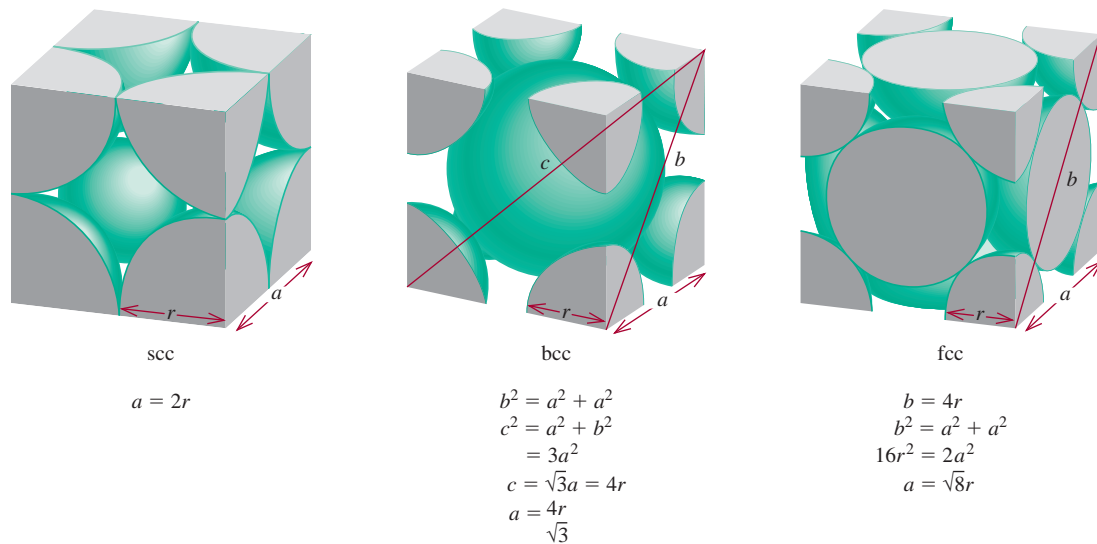 r
a
scc
a = 2r
c
b
r
a
bcc
b² = a² + a²
c² = a² + b²
= 3a²
c = √3a = 4r
a = 4r
√3
b
r
a
fcc
b = 4r
b² = a² + a²
16r² = 2a²
a = √8r